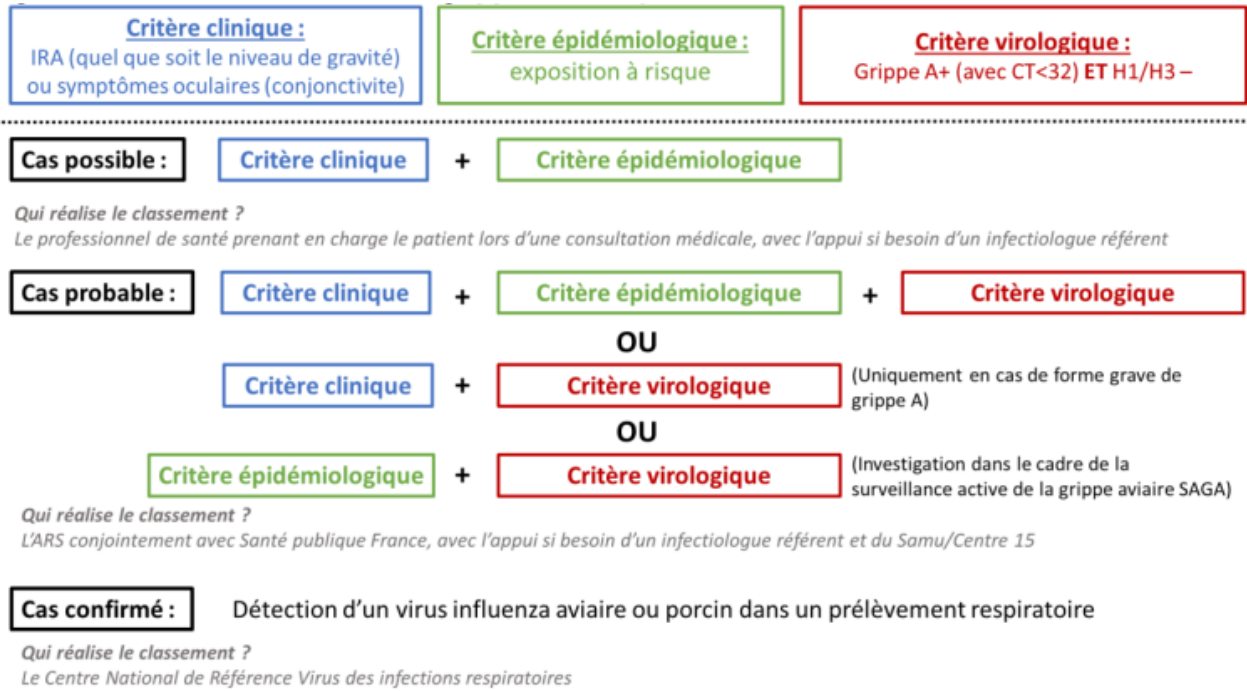 Critère clinique :
IRA (quel que soit le niveau de gravité)
ou symptômes oculaires (conjonctivite)
Critère épidémiologique :
exposition à risque
Critère virologique :
Grippe A+ (avec CT<32) ET H1/H3 –
Cas possible :
Critère clinique
+
Critère épidémiologique
Qui réalise le classement ?
Le professionnel de santé prenant en charge le patient lors d'une consultation médicale, avec l'appui si besoin d'un infectiologue référent
Cas probable :
Critère clinique
+
Critère épidémiologique
+
Critère virologique
OU
Critère clinique
+
Critère virologique
(Uniquement en cas de forme grave de
grippe A)
OU
Critère épidémiologique
+
Critère virologique
(Investigation dans le cadre de la
surveillance active de la grippe aviaire SAGA)
Qui réalise le classement ?
L'ARS conjointement avec Santé publique France, avec l'appui si besoin d'un infectiologue référent et du Samu/Centre 15
Cas confirmé :
Détection d'un virus influenza aviaire ou porcin dans un prélèvement respiratoire
Qui réalise le classement ?
Le Centre National de Référence Virus des infections respiratoires